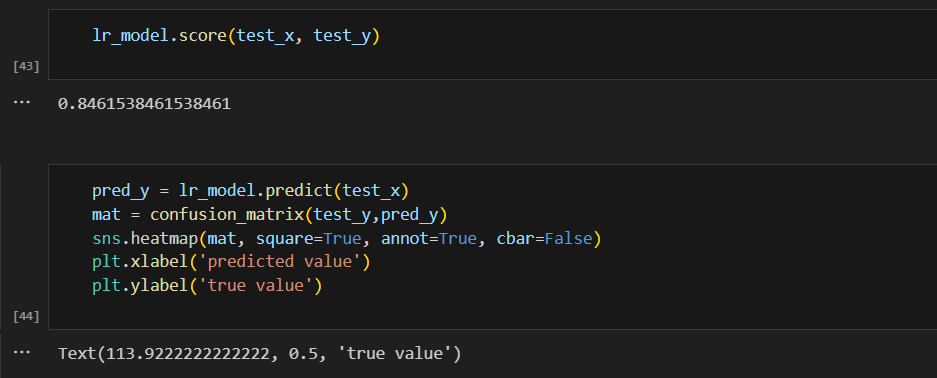 lr_model.score(test_x, test_y)
[43]
... 0.8461538461538461
pred_y = lr_model.predict(test_x)
mat = confusion_matrix(test_y,pred_y)
sns.heatmap(mat, square=True, annot=True, cbar=False)
plt.xlabel('predicted value')
plt.ylabel('true value')
[44]
... Text(113.9222222222222, 0.5, 'true value')